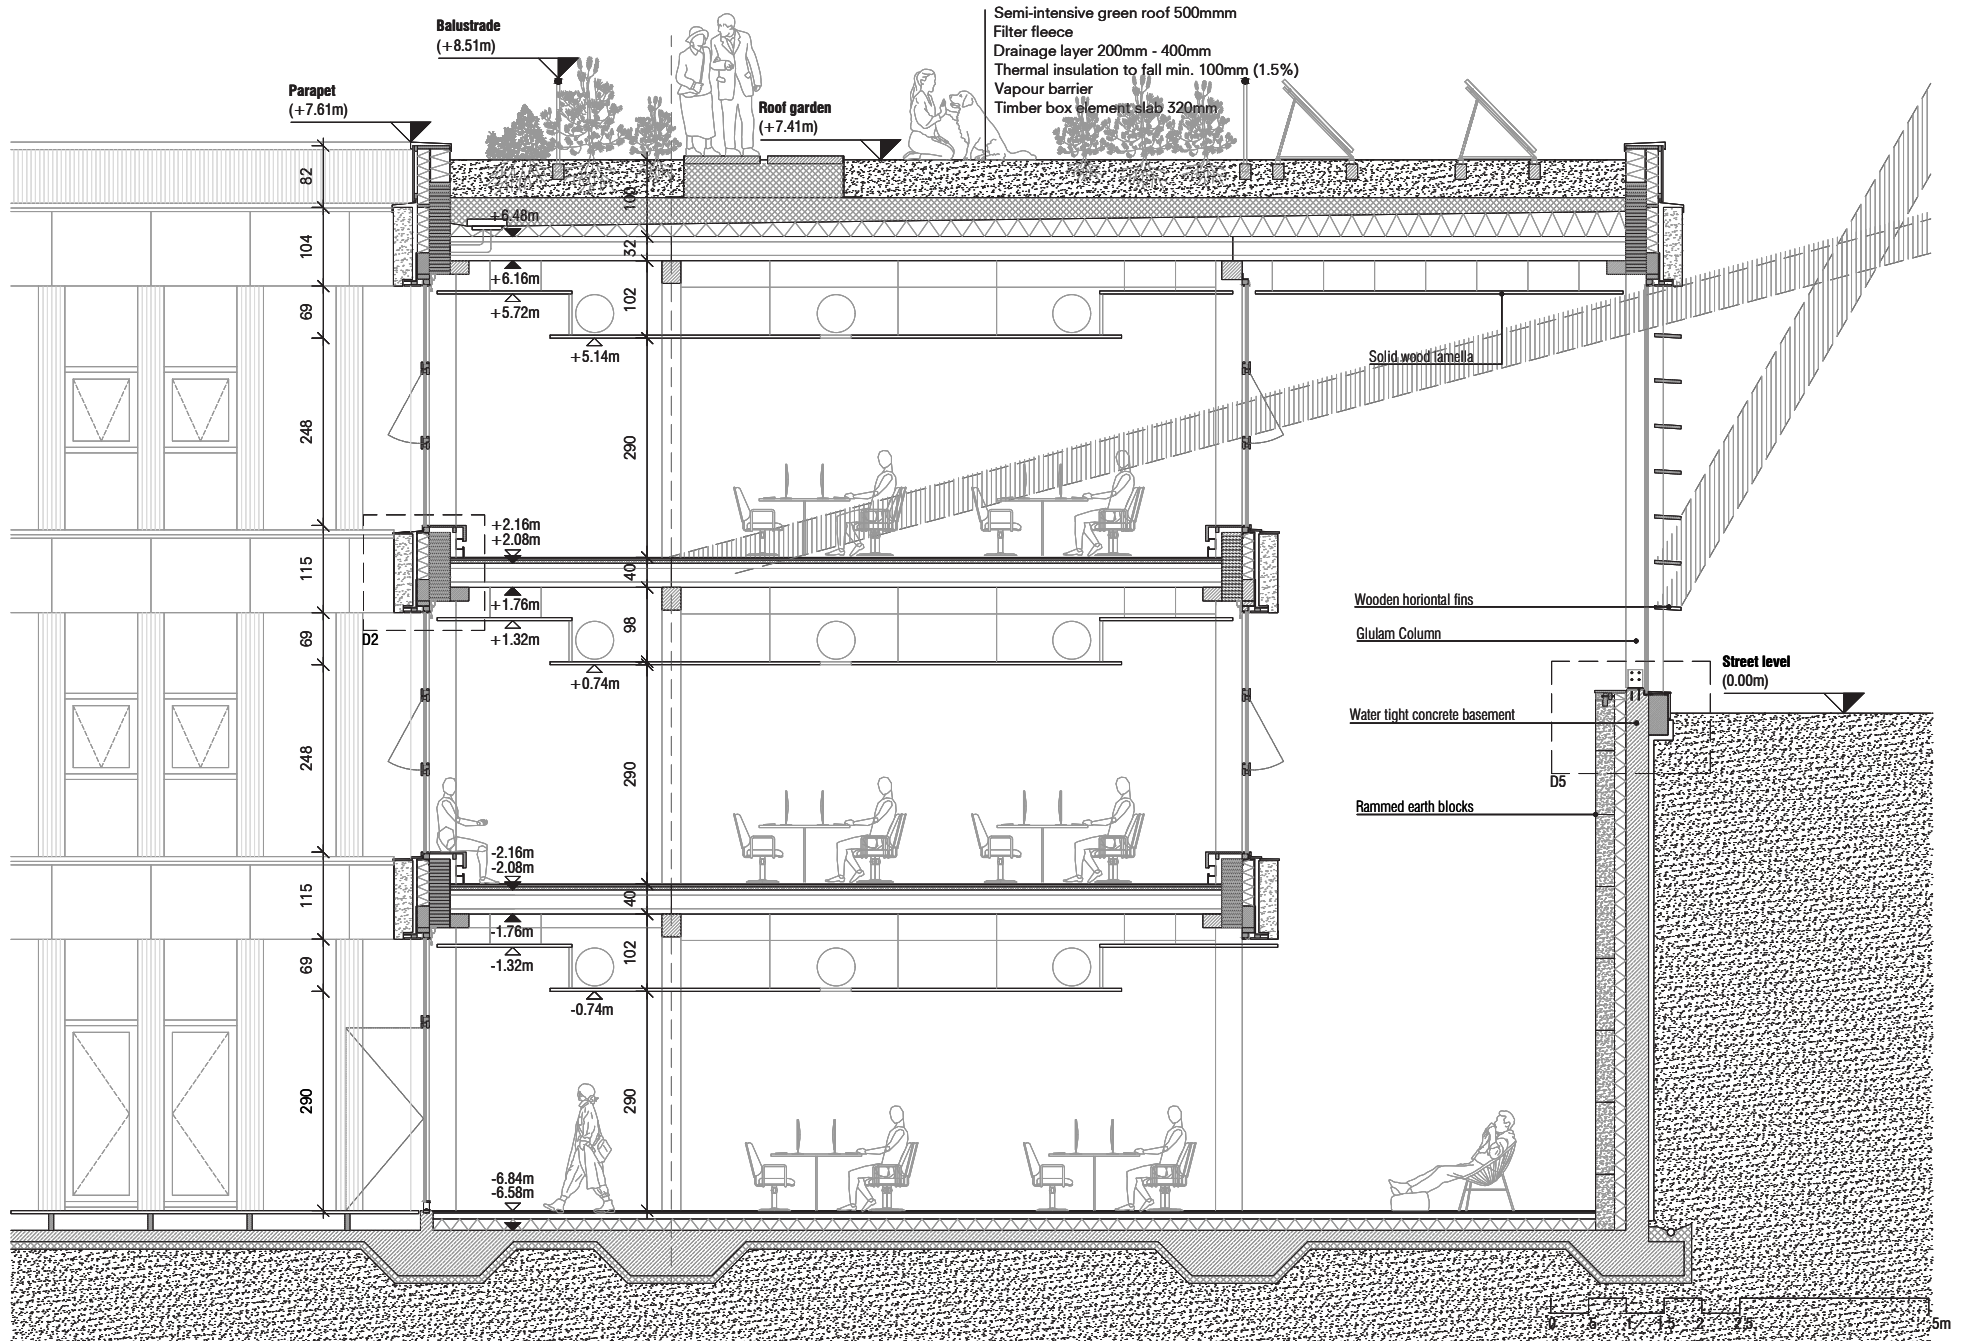 Semi-intensive green roof 500mmm
Filter fleece
Drainage layer 200mm - 400mm
Thermal insulation to fall min. 100mm (1.5%)
Vapour barrier
Timber box element slab 320mm
Balustrade
(+8.51m)
Parapet
(+7.61m)
Roof garden
(+7.41m)
82
104
69
248
115
69
248
115
69
290
100
32
102
290
40
98
290
40
102
290
+6.48m
+6.16m
+5.72m
+5.14m
Solid wood lamella
+2.16m
+2.08m
+1.76m
+1.32m
D2
+0.74m
Wooden horiontal fins
Glulam Column
Street level
(0.00m)
Water tight concrete basement
D5
Rammed earth blocks
-2.16m
-2.08m
-1.76m
-1.32m
-0.74m
-6.84m
-6.58m
0 .5 1 1.5 2 2.5 5m